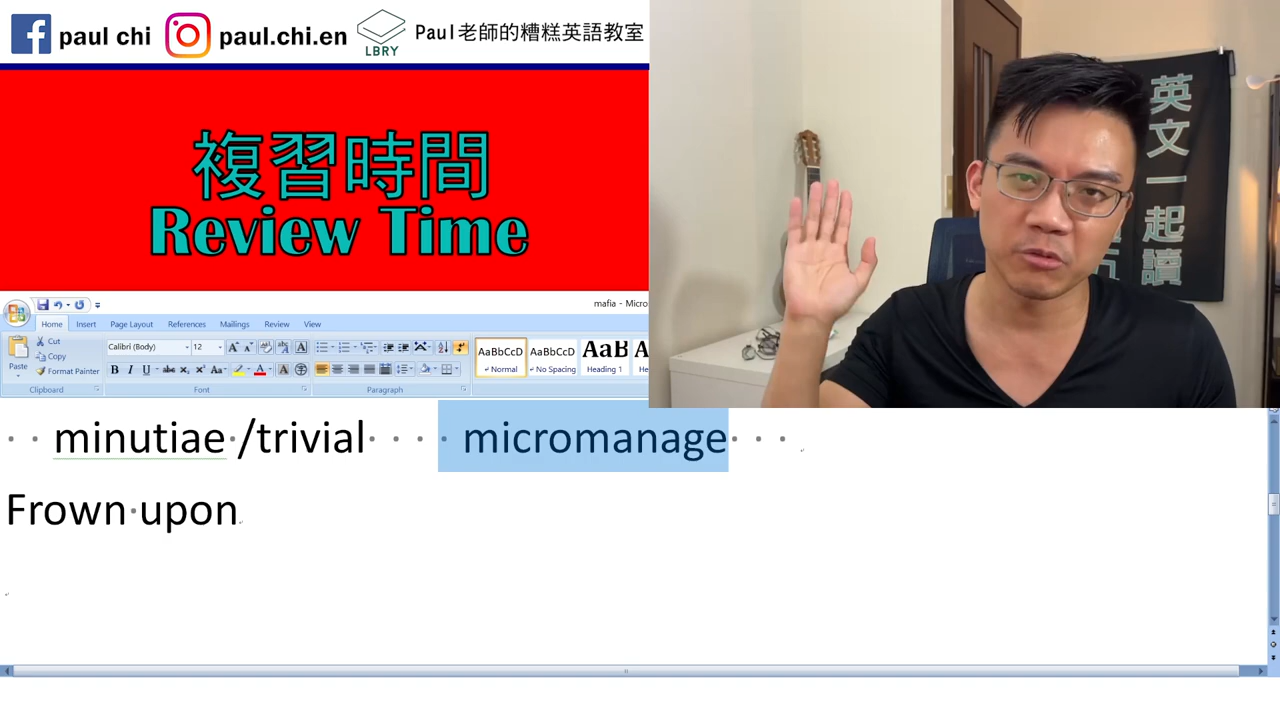 paul chi
paul.chi.en
LBRY
Paul老師的糟糕英語教室
複習時間
Review Time
mafia - Micro
Home Insert Page Layout References Mailings Review View
Cut
Copy
Format Painter
Paste
Calibri (Body) 12
AaBbCcD AaBbCcD AaBb
Normal No Spacing Heading 1
Clipboard Font Paragraph
minutiae /trivial micromanage
Frown upon
英文一起讀